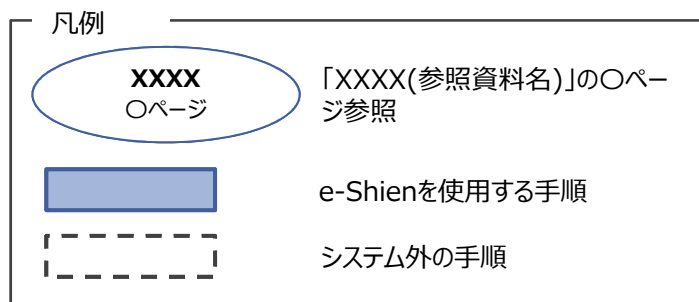 凡例
XXXX
〇ページ
「XXXX(参照資料名)」の〇ペー
ジ参照
e-Shienを使用する手順
システム外の手順